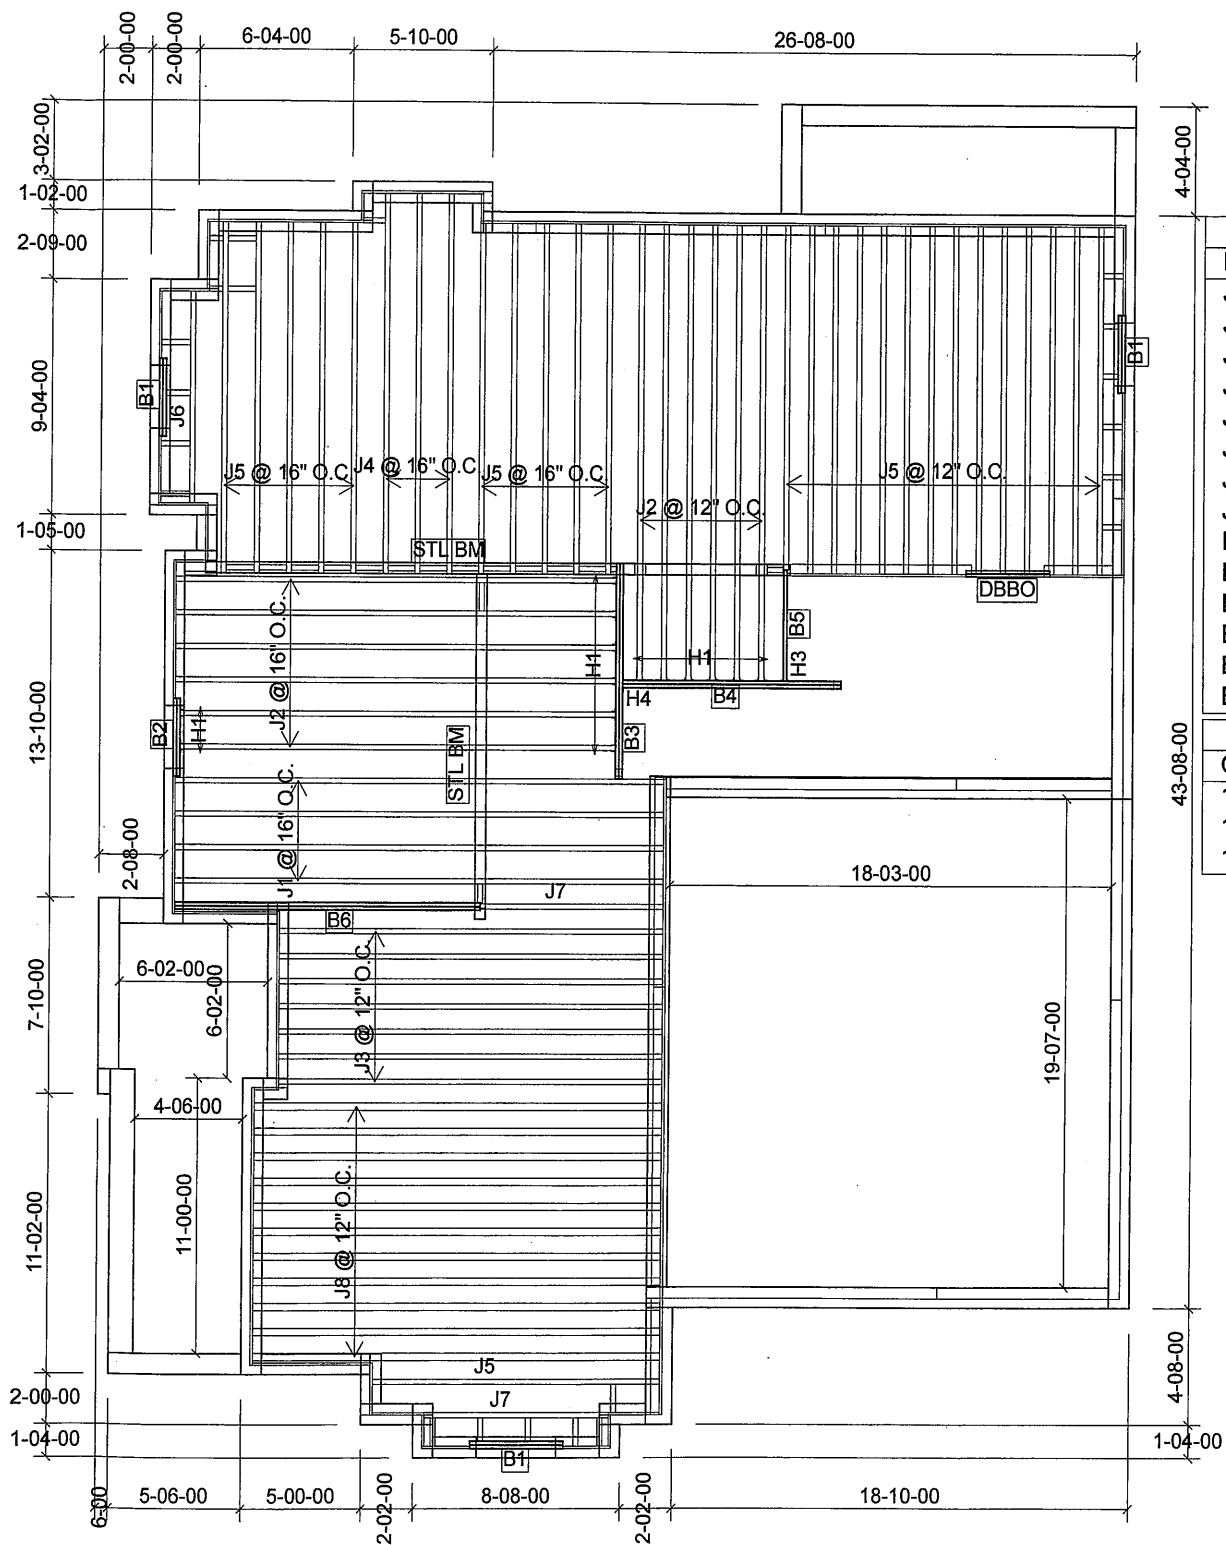 2-00-00
2-00-00
6-04-00
5-10-00
26-08-00
3-02-00
1-02-00
2-09-00
4-04-00
9-04-00
B1
J6
B1
J5 @ 16" O.C.
J4 @ 16" O.C.
J5 @ 16" O.C.
J5 @ 12" O.C.
J2 @ 12" O.C.
1-05-00
STL BM
DBBO
13-10-00
J2 @ 16" O.C.
H1
H1
B5
H3
H4
B4
B2
H1
STL BM
B3
43-08-00
J1 @ 16" O.C.
2-08-00
J7
18-03-00
B6
7-10-00
6-02-00
6-02-00
J3 @ 12" O.C.
19-07-00
4-06-00
11-02-00
11-00-00
J8 @ 12" O.C.
J5
J7
2-00-00
1-04-00
4-08-00
1-04-00
B1
6-00
5-06-00
5-00-00
2-02-00
8-08-00
2-02-00
18-10-00